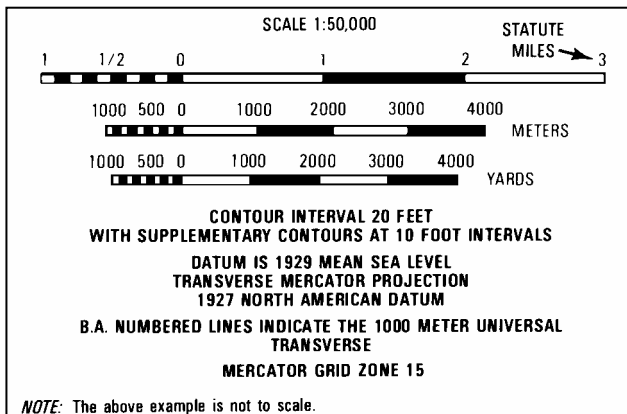 SCALE 1:50,000
STATUTE
MILES
1 1/2 0 1 2 3
1000 500 0 1000 2000 3000 4000
METERS
1000 500 0 1000 2000 3000 4000
YARDS
CONTOUR INTERVAL 20 FEET
WITH SUPPLEMENTARY CONTOURS AT 10 FOOT INTERVALS
DATUM IS 1929 MEAN SEA LEVEL
TRANSVERSE MERCATOR PROJECTION
1927 NORTH AMERICAN DATUM
B.A. NUMBERED LINES INDICATE THE 1000 METER UNIVERSAL
TRANSVERSE
MERCATOR GRID ZONE 15
NOTE: The above example is not to scale.